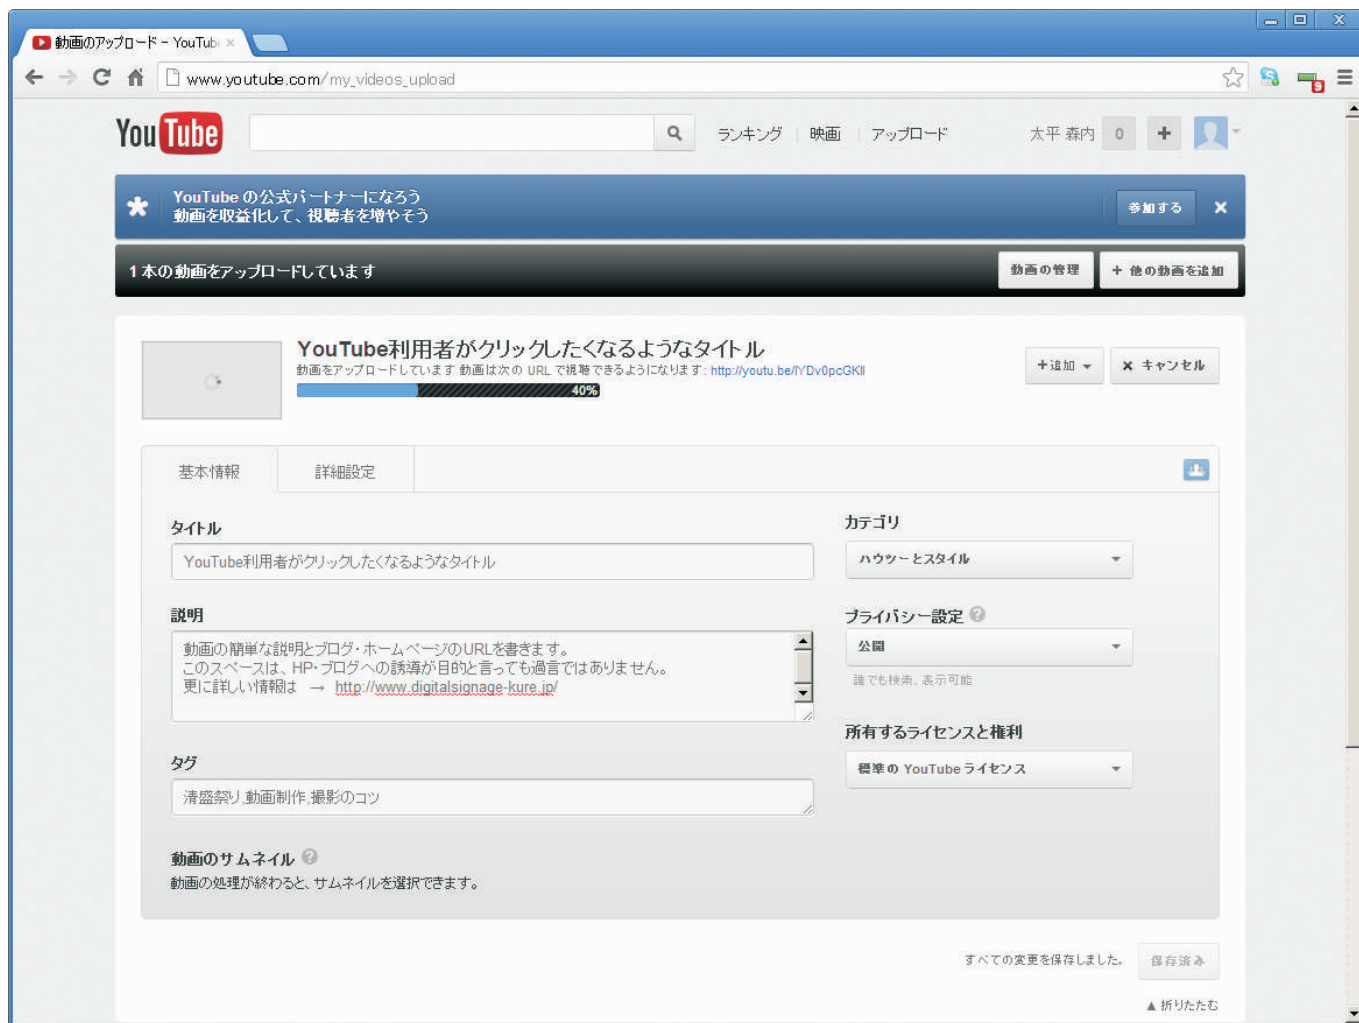 動画のアップロード - YouTub
www.youtube.com/my_videos_upload
9
YouTube
ランキング 映画 アップロード 太平 森内 0 +
YouTube の公式パートナーになろう
動画を収益化して、視聴者を増やそう
参加する
1 本の動画をアップロードしています
動画の管理
+ 他の動画を追加
YouTube利用者がクリックしたくなるようなタイトル
動画をアップロードしています 動画は次の URL で視聴できるようになります: http://youtu.be/IYDv0pcGKlI
40%
+追加
× キャンセル
基本情報 詳細設定
タイトル
YouTube利用者がクリックしたくなるようなタイトル
カテゴリ
ハウツーとスタイル
説明
動画の簡単な説明とブログ・ホームページのURLを書きます。
このスペースは、HP・ブログへの誘導が目的と言っても過言ではありません。
更に詳しい情報は → http://www.digitalsignage-kure.jp/
プライバシー設定
公開
誰でも検索、表示可能
所有するライセンスと権利
標準の YouTube ライセンス
タグ
清盛祭り,動画制作,撮影のコツ
動画のサムネイル
動画の処理が終わると、サムネイルを選択できます。
すべての変更を保存しました。
保存済み
▲ 折りたたむ